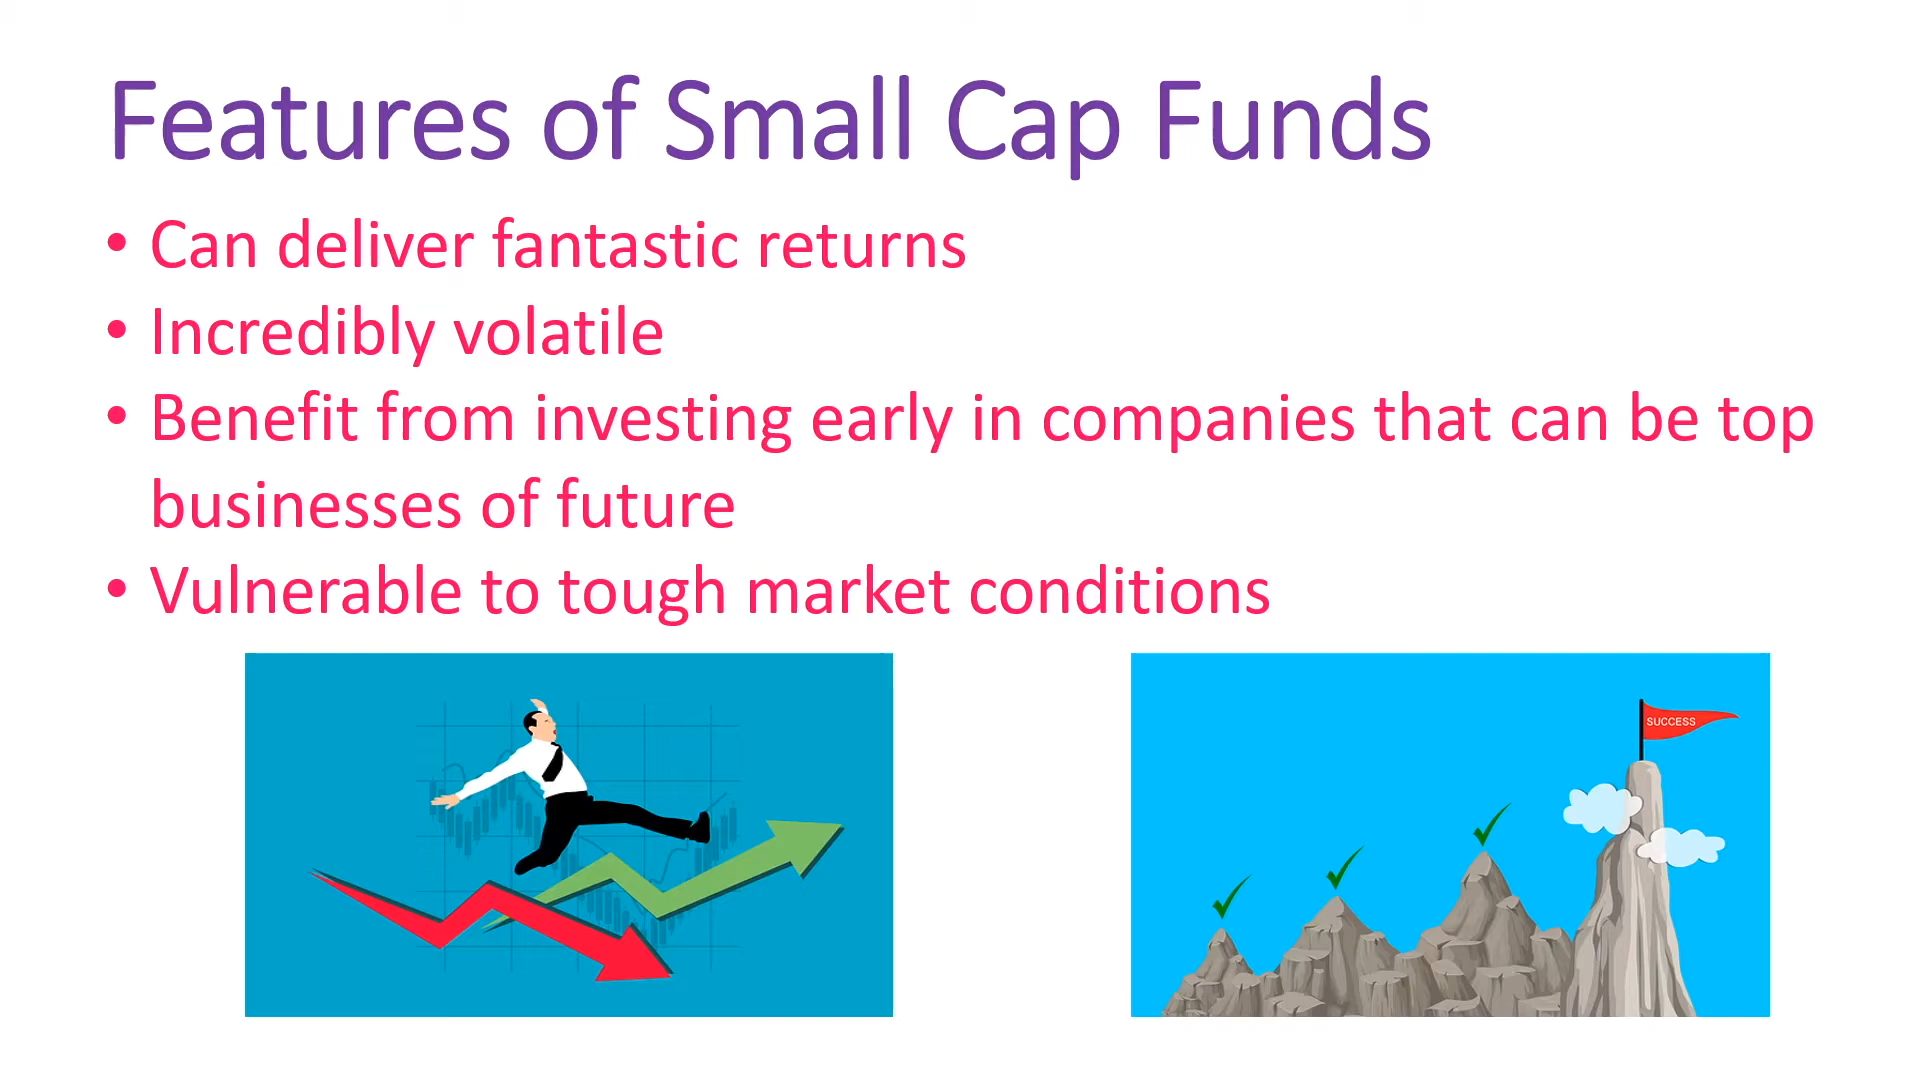 Features of Small Cap Funds
• Can deliver fantastic returns
• Incredibly volatile
• Benefit from investing early in companies that can be top
businesses of future
• Vulnerable to tough market conditions
SUCCESS